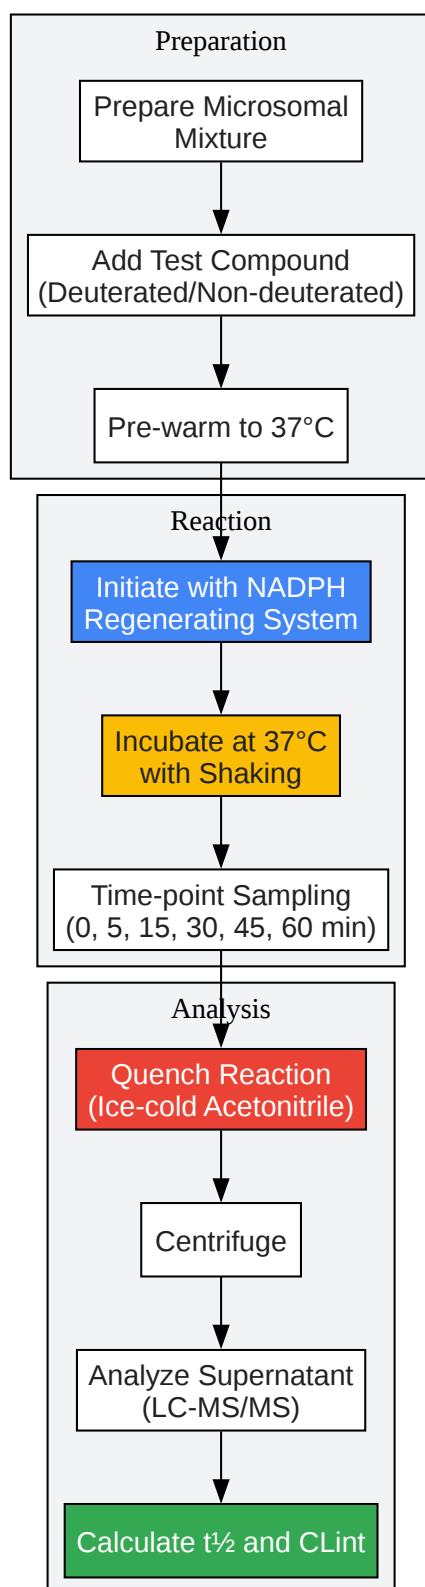 Preparation
Prepare Microsomal
Mixture
Add Test Compound
(Deuterated/Non-deuterated)
Pre-warm to 37°C
Reaction
Initiate with NADPH
Regenerating System
Incubate at 37°C
with Shaking
Time-point Sampling
(0, 5, 15, 30, 45, 60 min)
Analysis
Quench Reaction
(Ice-cold Acetonitrile)
Centrifuge
Analyze Supernatant
(LC-MS/MS)
Calculate t½ and CLint